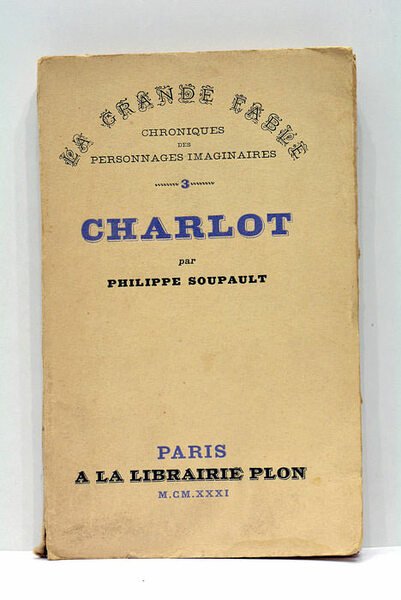 LA GRANDE FABLE
CHRONIQUES
DES
PERSONNAGES IMAGINAIRES
3
CHARLOT
par
PHILIPPE SOUPAULT
PARIS
A LA LIBRAIRIE PLON
M.CM.XXXI